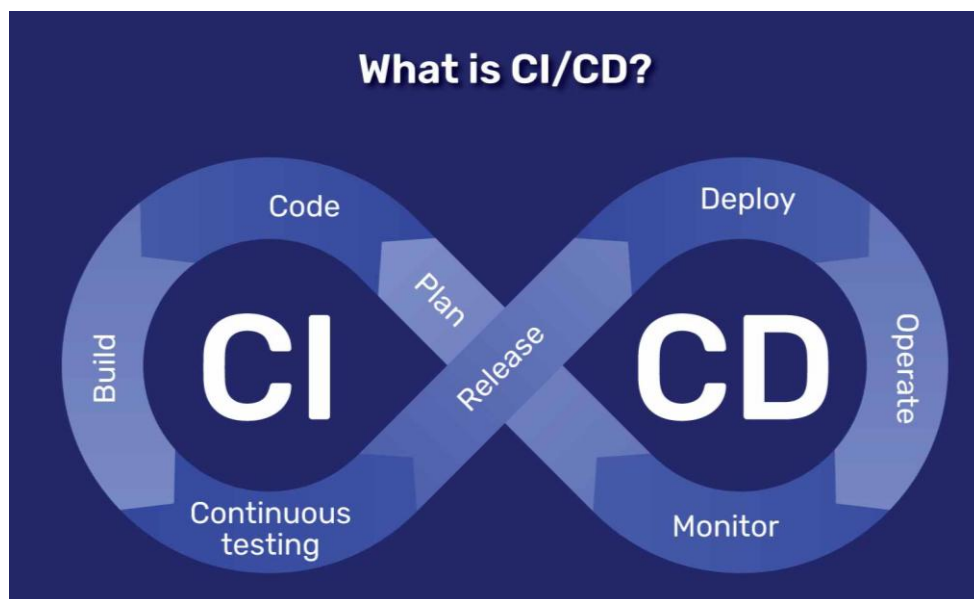 What is CI/CD?
Code
Deploy
Plan
Release
Build
CI
CD
Operate
Continuous
testing
Monitor